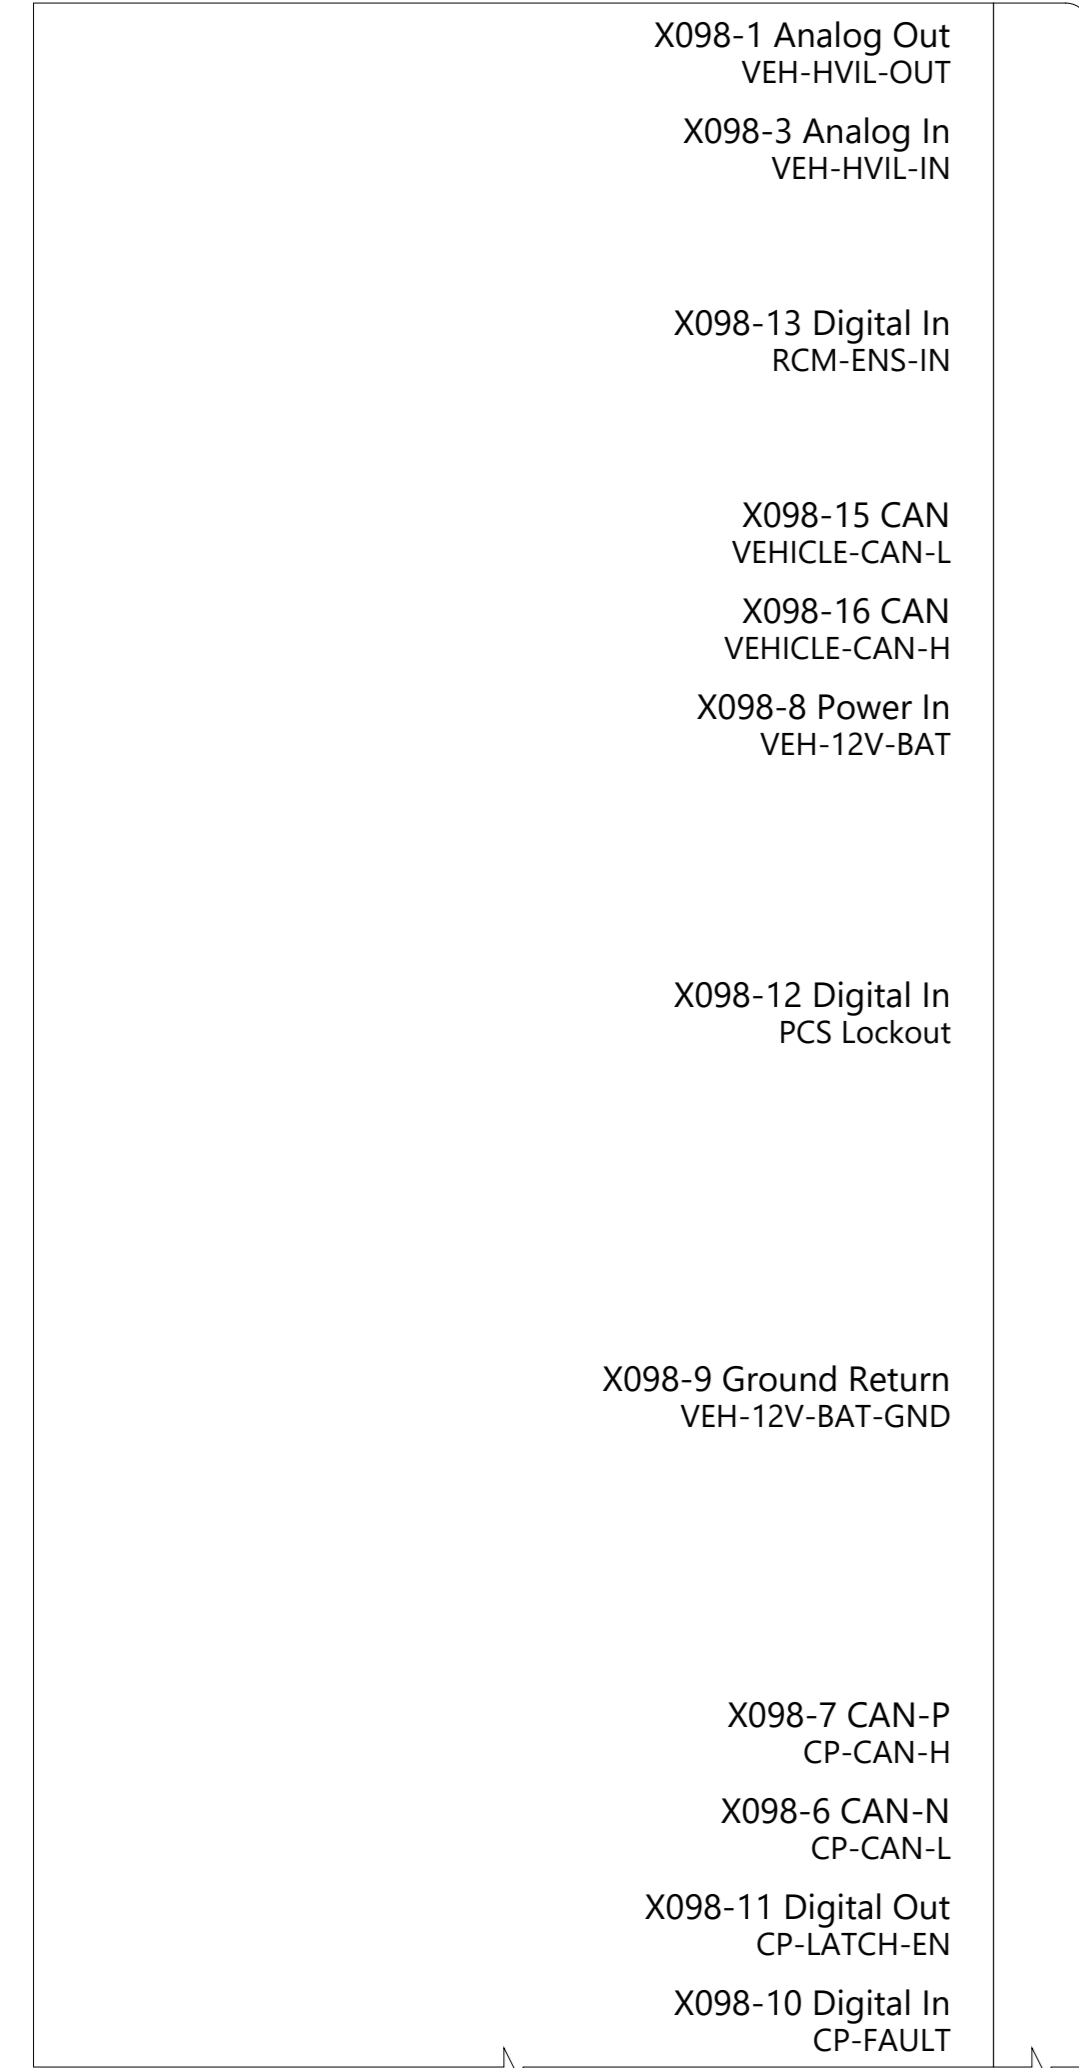 X098-1 Analog Out
VEH-HVIL-OUT
X098-3 Analog In
VEH-HVIL-IN
X098-13 Digital In
RCM-ENS-IN
X098-15 CAN
VEHICLE-CAN-L
X098-16 CAN
VEHICLE-CAN-H
X098-8 Power In
VEH-12V-BAT
X098-12 Digital In
PCS Lockout
X098-9 Ground Return
VEH-12V-BAT-GND
X098-7 CAN-P
CP-CAN-H
X098-6 CAN-N
CP-CAN-L
X098-11 Digital Out
CP-LATCH-EN
X098-10 Digital In
CP-FAULT